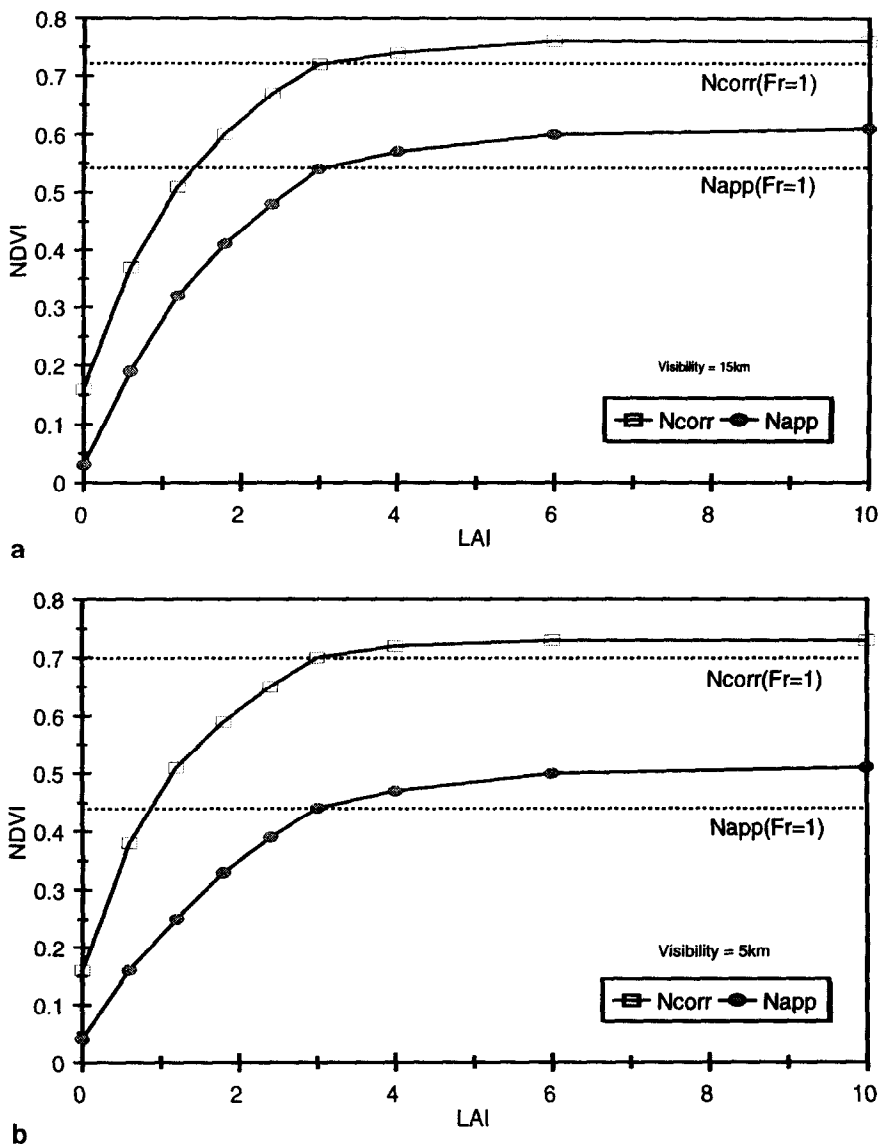 0.8
0.7
0.6
0.5
0.4
0.3
0.2
0.1
0
NDVI
Ncorr(Fr=1)
Napp(Fr=1)
Visibility = 15km
Ncorr Napp
0 2 4 6 8 10
LAI
a
0.8
0.7
0.6
0.5
0.4
0.3
0.2
0.1
0
NDVI
Ncorr(Fr=1)
Napp(Fr=1)
Visibility = 5km
Ncorr Napp
0 2 4 6 8 10
LAI
b